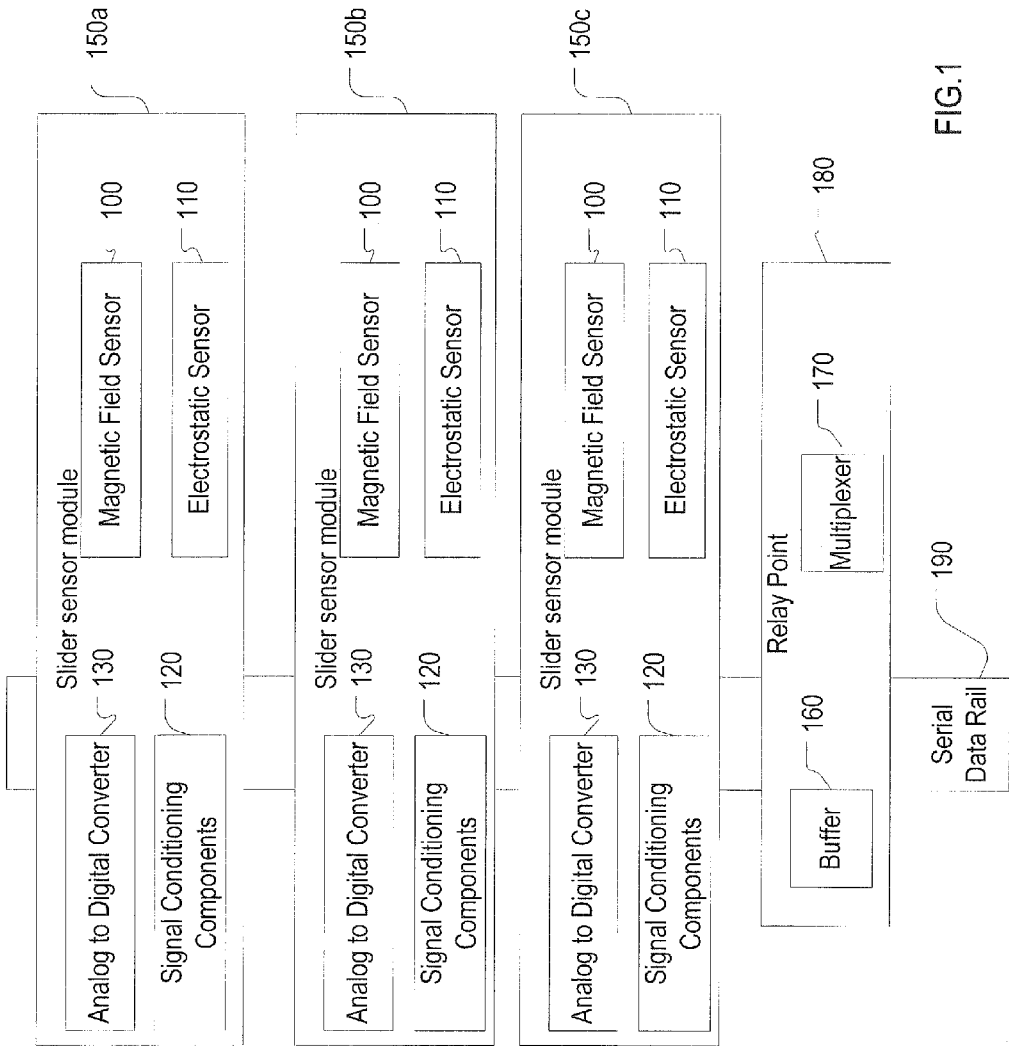 150a
Slider sensor module
130
Analog to Digital Converter
100
Magnetic Field Sensor
120
Signal Conditioning
Components
110
Electrostatic Sensor
150b
Slider sensor module
130
Analog to Digital Converter
100
Magnetic Field Sensor
120
Signal Conditioning
Components
110
Electrostatic Sensor
150c
Slider sensor module
130
Analog to Digital Converter
100
Magnetic Field Sensor
120
Signal Conditioning
Components
110
Electrostatic Sensor
180
Relay Point
160
Buffer
170
Multiplexer
190
Serial
Data Rail
FIG.1